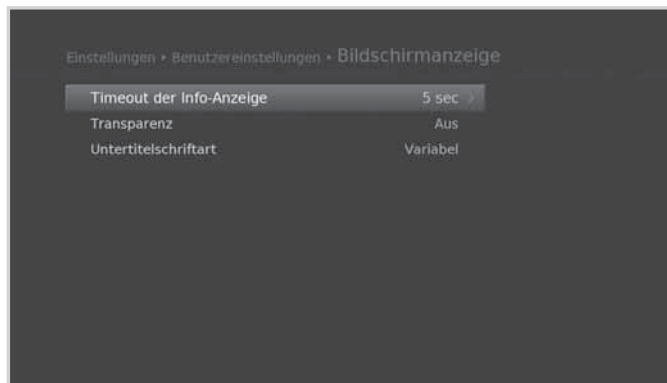 Einstellungen • Benutzereinstellungen • Bildschirmanzeige
Timeout der Info-Anzeige 5 sec >
Transparenz Aus
Untertitelschriftart Variabel